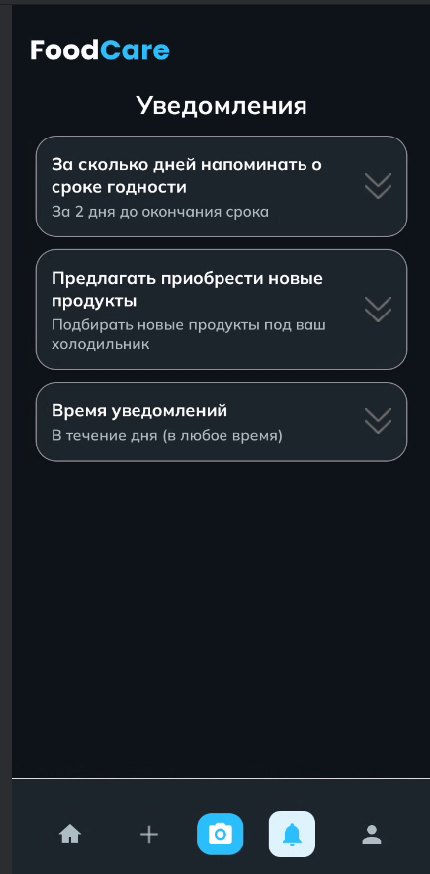 FoodCare
Уведомления
За сколько дней напоминать о
сроке годности
За 2 дня до окончания срока
Предлагать приобрести новые
продукты
Подбирать новые продукты под ваш
холодильник
Время уведомлений
В течение дня (в любое время)